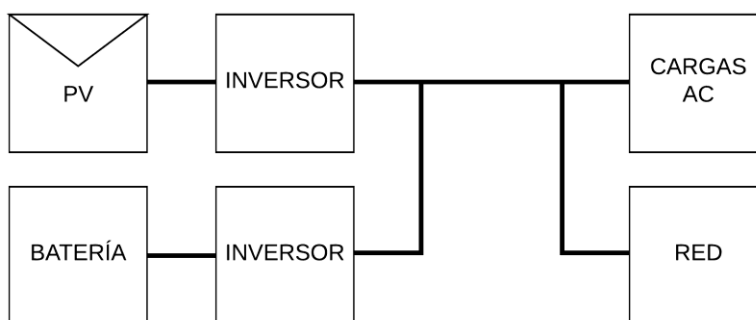 PV
INVERSOR
CARGAS
AC
BATERÍA
INVERSOR
RED